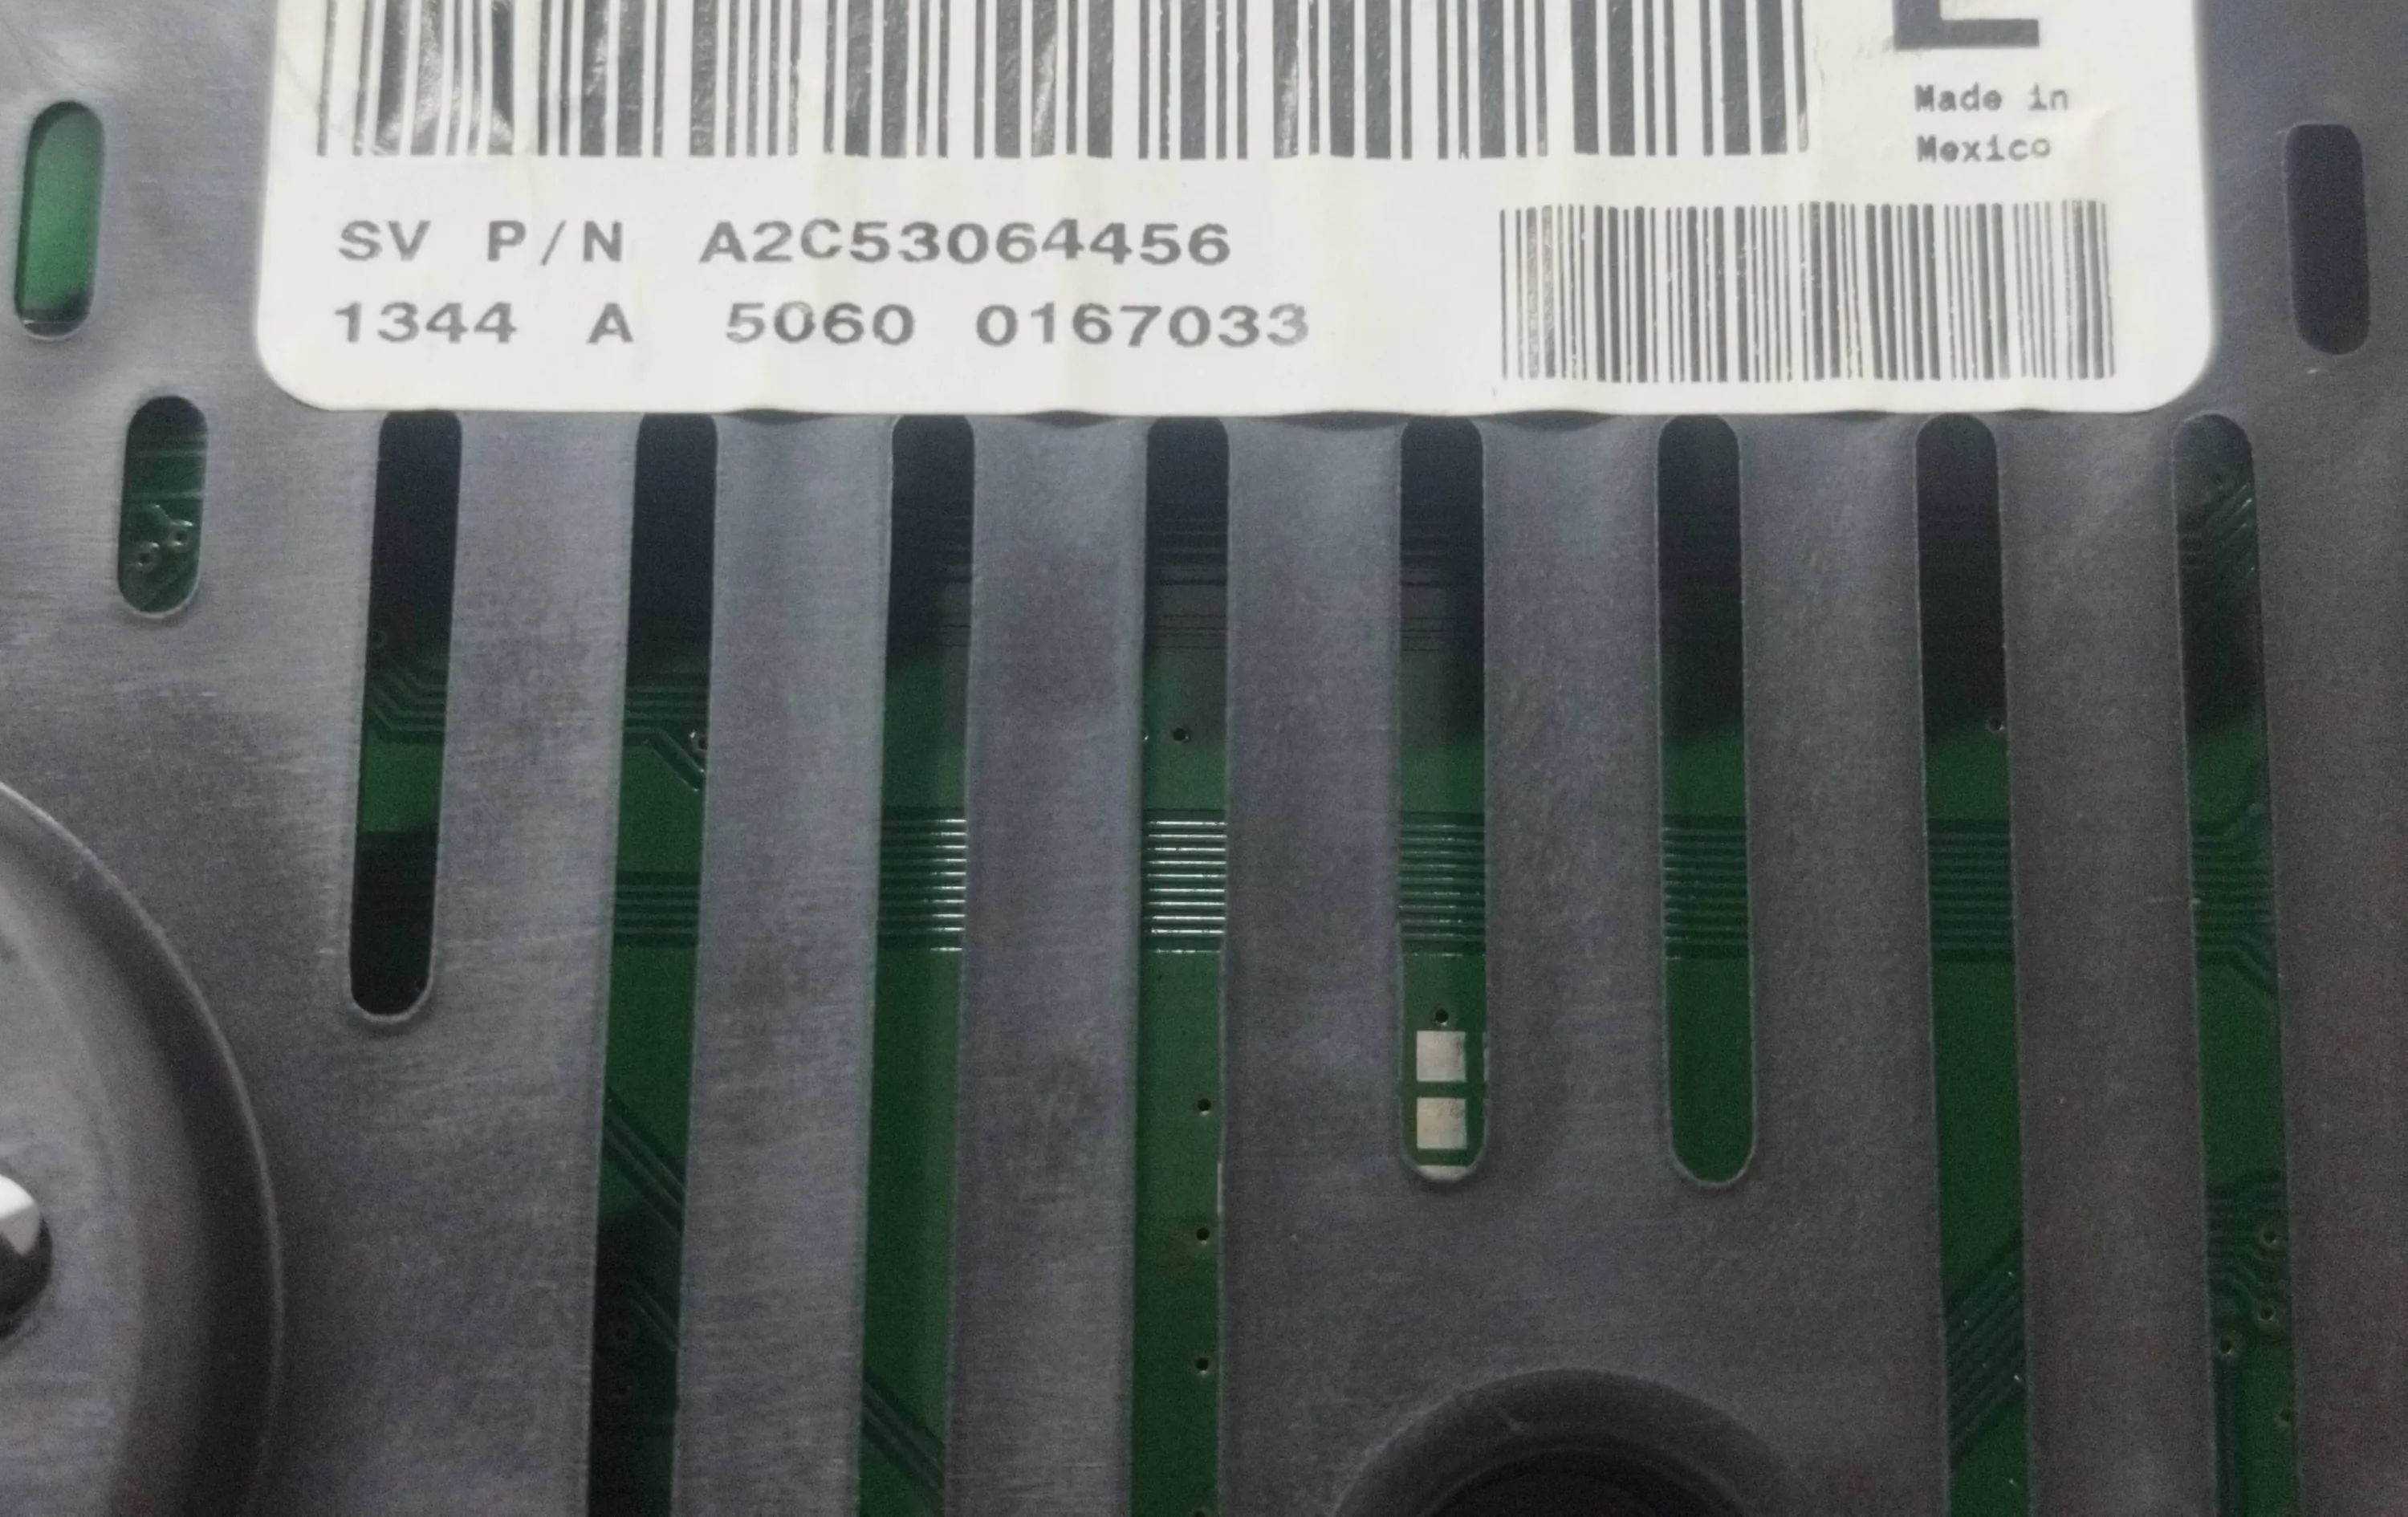 Made in
Mexico
SV P/N A2C53064456
1344 A 5060 0167033